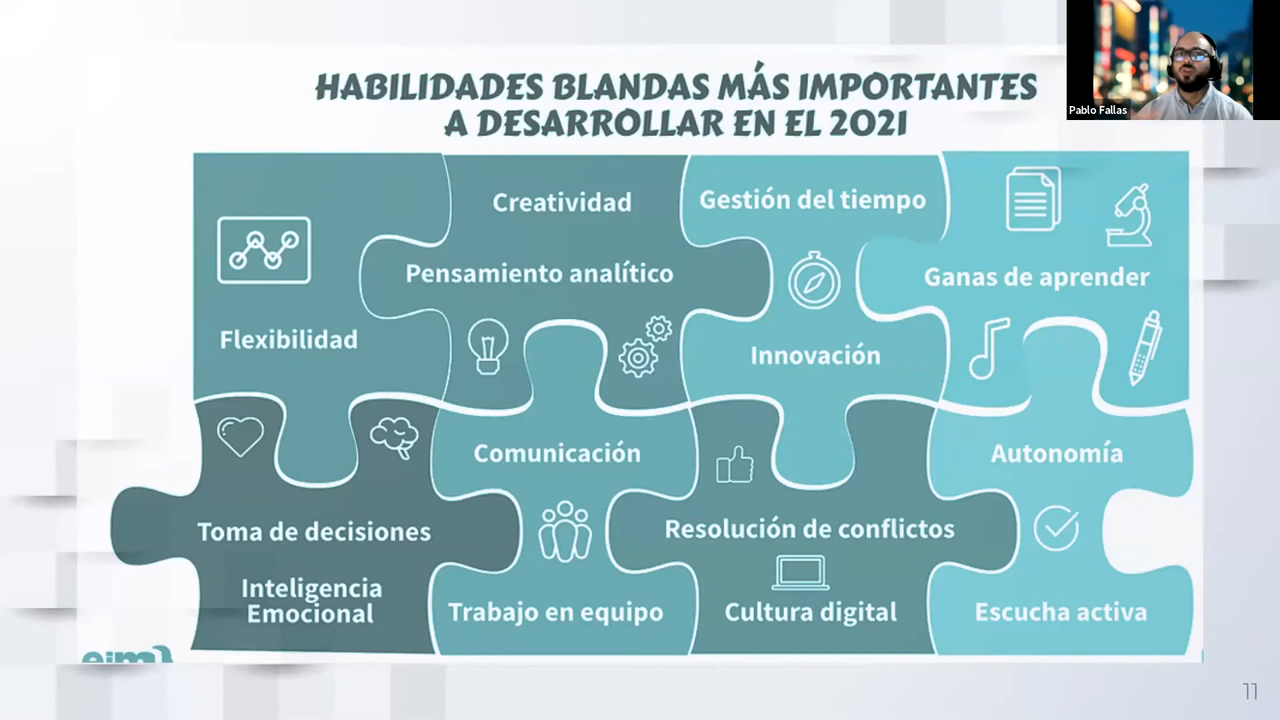 HABILIDADES BLANDAS MÁS IMPORTANTES
A DESARROLLAR EN EL 2021
Pablo Fallas
Creatividad
Gestión del tiempo
Pensamiento analítico
Ganas de aprender
Flexibilidad
Innovación
Comunicación
Autonomía
Toma de decisiones
Resolución de conflictos
Inteligencia
Emocional
Trabajo en equipo
Cultura digital
Escucha activa
11